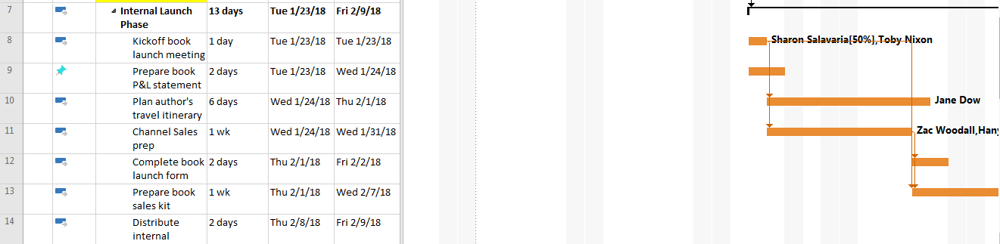 7 Internal Launch Phase 13 days Tue 1/23/18 Fri 2/9/18
8 Kickoff book launch meeting 1 day Tue 1/23/18 Tue 1/23/18 Sharon Salavaria[50%],Toby Nixon
9 Prepare book P&L statement 2 days Tue 1/23/18 Wed 1/24/18
10 Plan author's travel itinerary 6 days Wed 1/24/18 Thu 2/1/18 Jane Dow
11 Channel Sales prep 1 wk Wed 1/24/18 Wed 1/31/18 Zac Woodall,Hany
12 Complete book launch form 2 days Thu 2/1/18 Fri 2/2/18
13 Prepare book sales kit 1 wk Thu 2/1/18 Wed 2/7/18
14 Distribute internal 2 days Thu 2/8/18 Fri 2/9/18